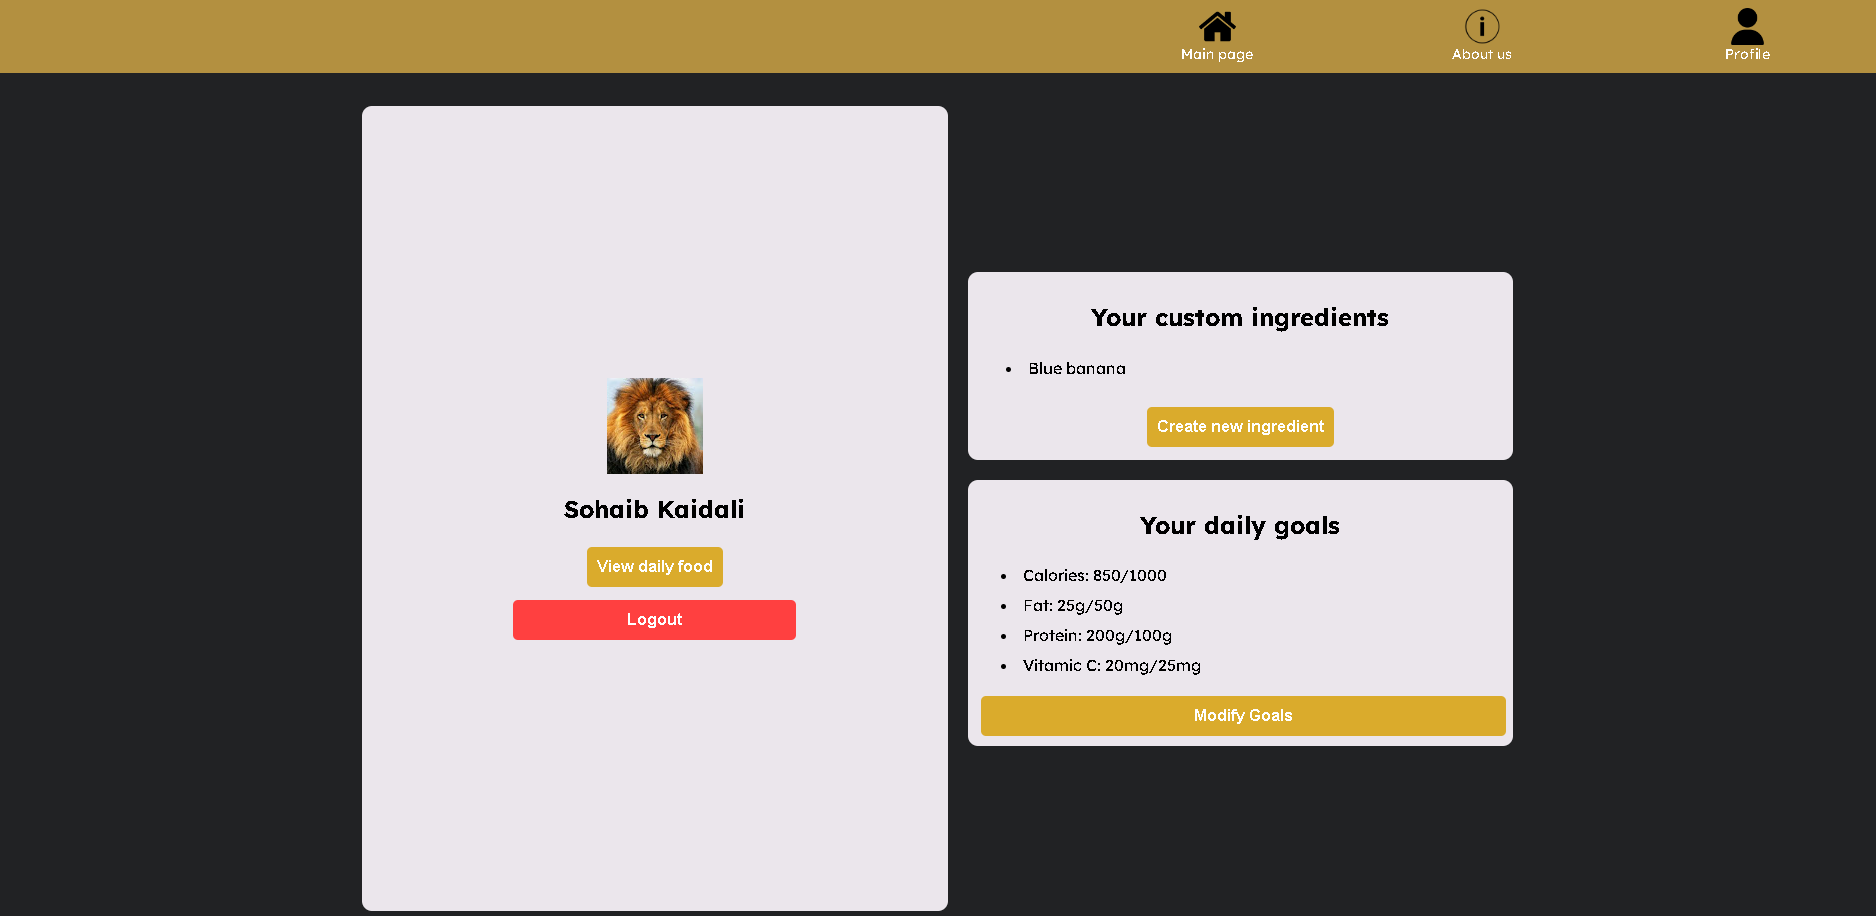 Main page
About us
Profile
Sohaib Kaidali
View daily food
Logout
Your custom ingredients
• Blue banana
Create new ingredient
Your daily goals
• Calories: 850/1000
• Fat: 25g/50g
• Protein: 200g/100g
• Vitamic C: 20mg/25mg
Modify Goals